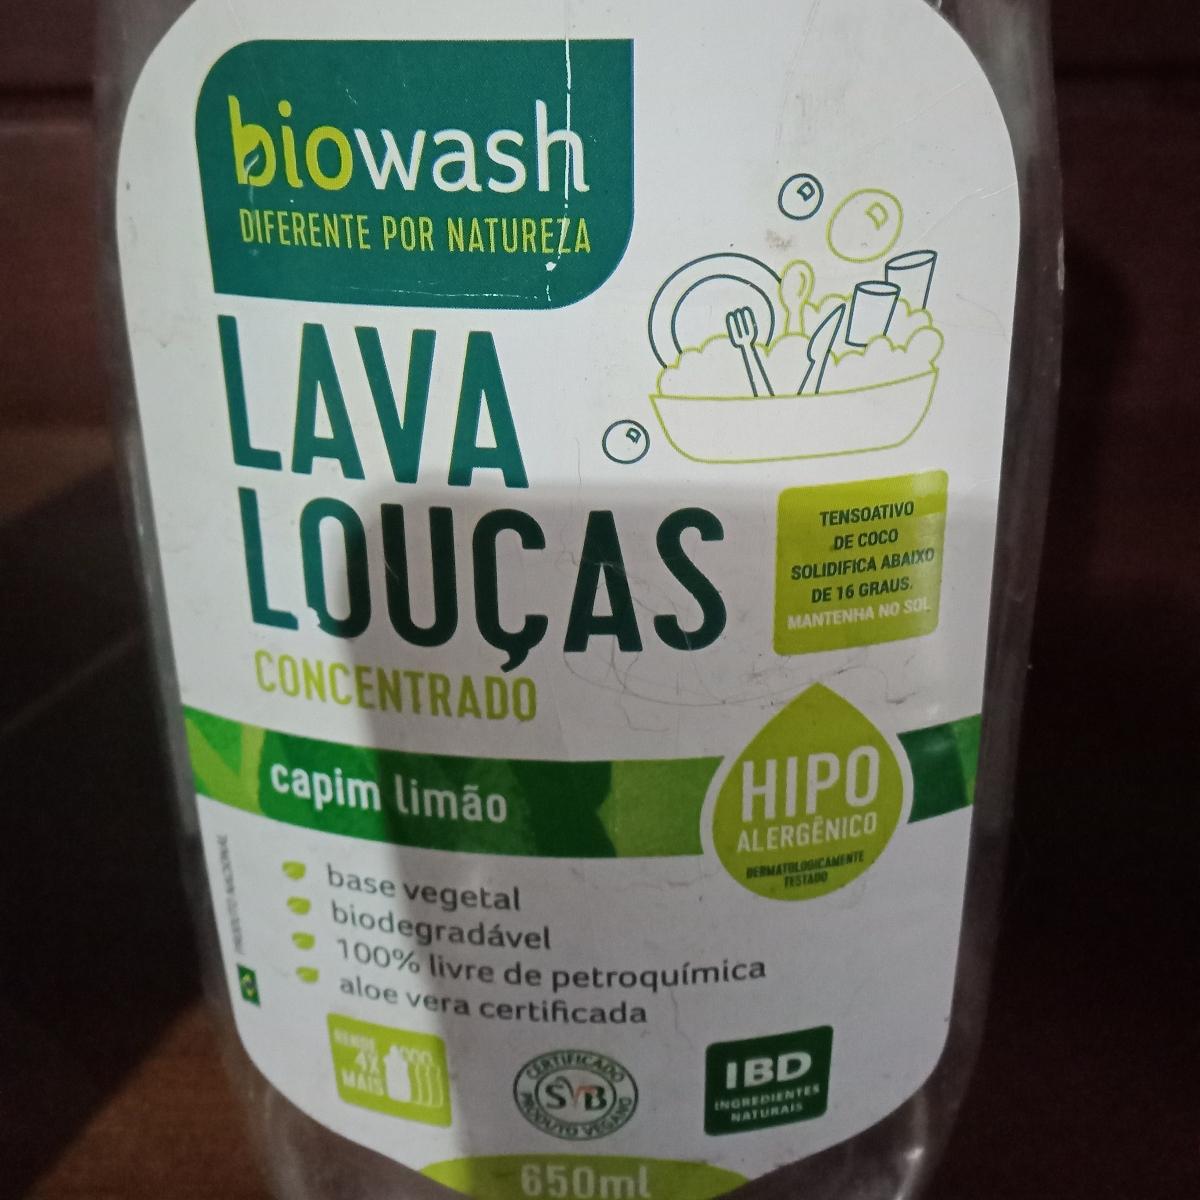 biowash
DIFERENTE POR NATUREZA
LAVA
LOUÇAS
CONCENTRADO
TENSOATIVO
DE COCO
SOLIDIFICA ABAIXO
DE 16 GRAUS.
MANTENHA NO SOL
capim limão
HIPO
ALERGÊNICO
DERMATOLOGICAMENTE
TESTADO
base vegetal
biodegradável
100% livre de petroquímica
aloe vera certificada
PRODUTO NACIONAL
RENDE
4X
MAIS
CERTIFICADO
SVB
PRODUTO VEGANO
IBD
INGREDIENTES
NATURAIS
650ml